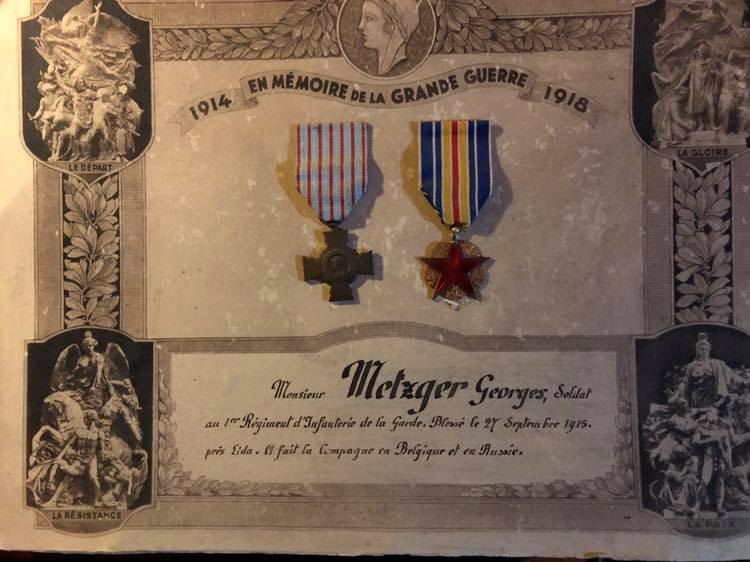 1914 EN MÉMOIRE DE LA GRANDE GUERRE 1918
LE DÉPART
LA GLOIRE
Monsieur Metzger Georges, Soldat
au 1er Régiment d'Infanterie de la Garde. Blessé le 27 Septembre 1915.
près Lida. A fait la Campagne en Belgique et en Russie.
LA RÉSISTANCE
LA PAIX